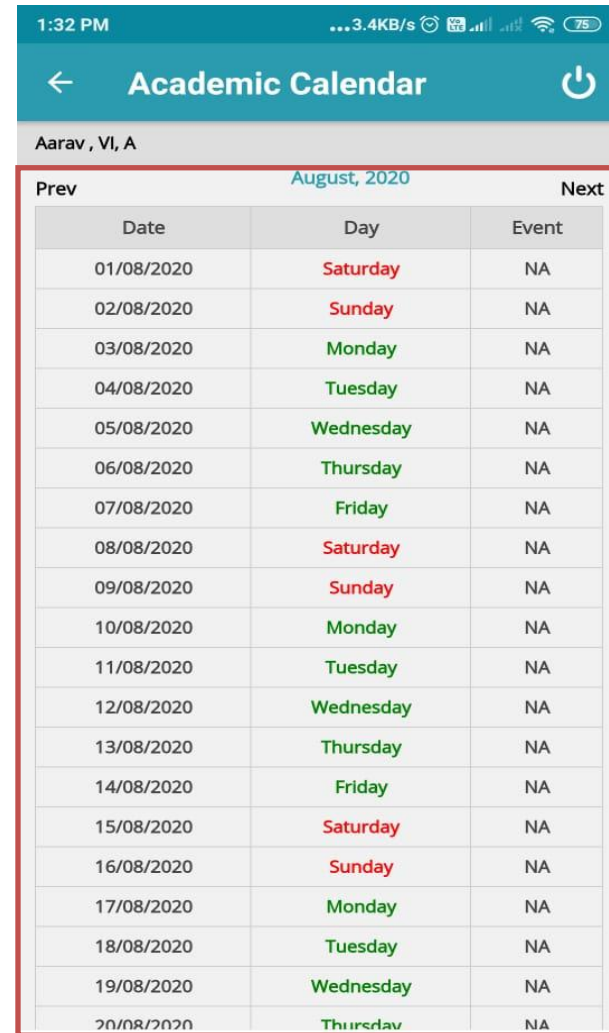 1:32 PM ...3.4KB/s Vo LTE 75
Academic Calendar
Aarav , VI, A
Prev August, 2020 Next
Date Day Event
01/08/2020 Saturday NA
02/08/2020 Sunday NA
03/08/2020 Monday NA
04/08/2020 Tuesday NA
05/08/2020 Wednesday NA
06/08/2020 Thursday NA
07/08/2020 Friday NA
08/08/2020 Saturday NA
09/08/2020 Sunday NA
10/08/2020 Monday NA
11/08/2020 Tuesday NA
12/08/2020 Wednesday NA
13/08/2020 Thursday NA
14/08/2020 Friday NA
15/08/2020 Saturday NA
16/08/2020 Sunday NA
17/08/2020 Monday NA
18/08/2020 Tuesday NA
19/08/2020 Wednesday NA
20/08/2020 Thursday NA